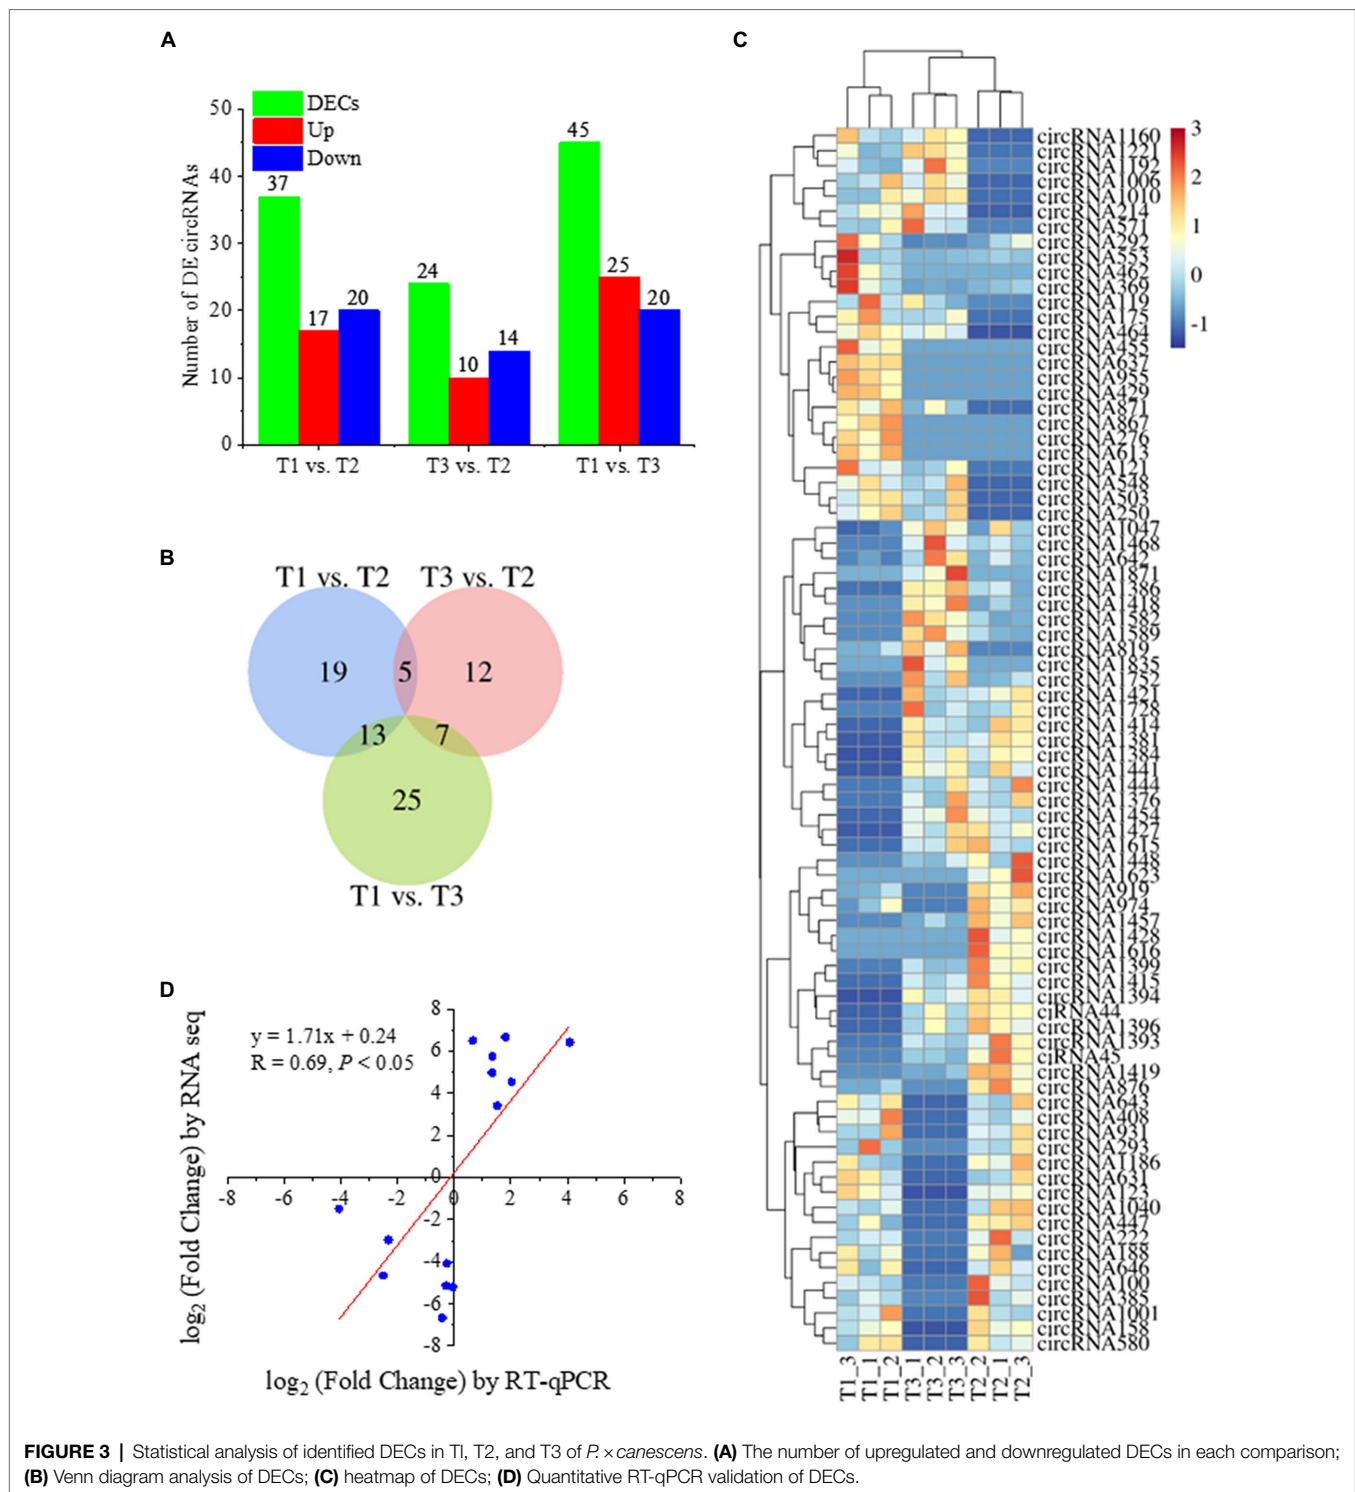 A
DECs
Up
Down
Number of DE circRNAs
50
40
30
20
10
0
37
17
20
24
10
14
45
25
20
T1 vs. T2
T3 vs. T2
T1 vs. T3
B
T1 vs. T2
T3 vs. T2
19
5
12
13
7
25
T1 vs. T3
C
3
2
1
0
-1
circRNA1160
circRNA1221
circRNA1192
circRNA1006
circRNA1010
circRNA214
circRNA571
circRNA292
circRNA553
circRNA462
circRNA369
circRNA119
circRNA175
circRNA464
circRNA455
circRNA637
circRNA955
circRNA429
circRNA871
circRNA867
circRNA276
circRNA613
circRNA121
circRNA548
circRNA503
circRNA250
circRNA1047
circRNA1468
circRNA642
circRNA1871
circRNA1386
circRNA1418
circRNA1582
circRNA1589
circRNA819
circRNA1835
circRNA1752
circRNA1421
circRNA1728
circRNA1414
circRNA1381
circRNA1384
circRNA1441
circRNA1444
circRNA1376
circRNA1454
circRNA1427
circRNA1615
circRNA1448
circRNA1623
circRNA919
circRNA974
circRNA1457
circRNA1428
circRNA1616
circRNA1399
circRNA1415
circRNA1394
ciRNA44
circRNA1396
circRNA1393
ciRNA45
circRNA1419
circRNA876
circRNA643
circRNA408
circRNA931
circRNA293
circRNA1186
circRNA631
circRNA123
circRNA1040
circRNA447
circRNA222
circRNA188
circRNA646
circRNA100
circRNA385
circRNA1001
circRNA158
circRNA580
T1_3
T1_1
T1_2
T3_1
T3_2
T3_3
T2_2
T2_1
T2_3
D
log2 (Fold Change) by RNA seq
y = 1.71x + 0.24
R = 0.69, P < 0.05
8
6
4
2
0
-2
-4
-6
-8
-8 -6 -4 -2 0 2 4 6 8
log2 (Fold Change) by RT-qPCR
FIGURE 3 | Statistical analysis of identified DECs in TI, T2, and T3 of P. × canescens. (A) The number of upregulated and downregulated DECs in each comparison;
(B) Venn diagram analysis of DECs; (C) heatmap of DECs; (D) Quantitative RT-qPCR validation of DECs.